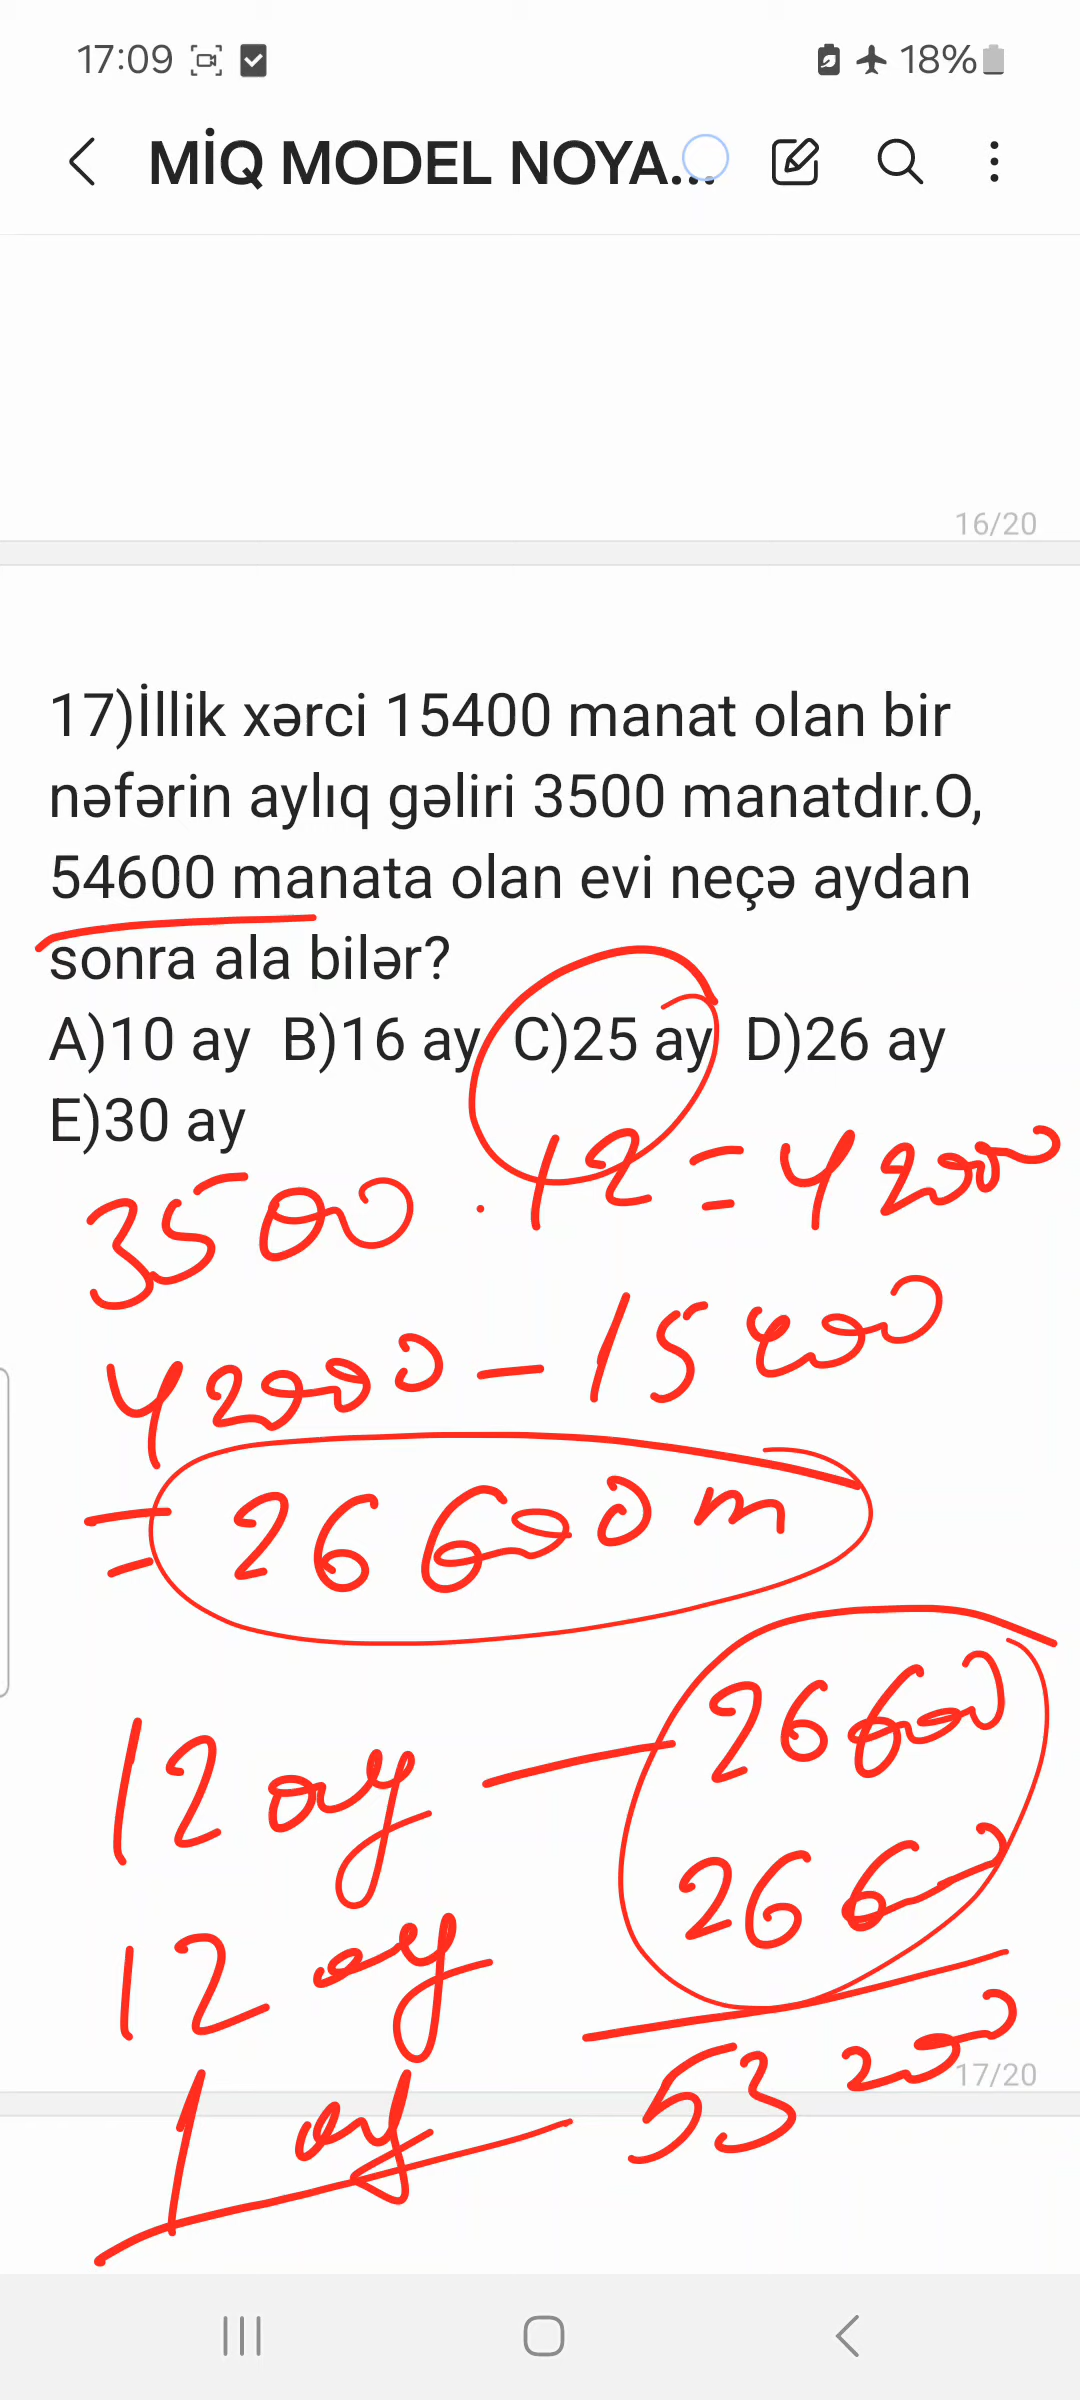 17:09 18%
MİQ MODEL NOYA...
16/20
17)İllik xərci 15400 manat olan bir
nəfərin aylıq gəliri 3500 manatdır.O,
54600 manata olan evi neçə aydan
sonra ala bilər?
A)10 ay B)16 ay C)25 ay D)26 ay
E)30 ay
3500 · 12 = 42000
42000 - 15400
= 26600 m
12 ay — 26600
12 ay 26600
1 ay — 53200
17/20